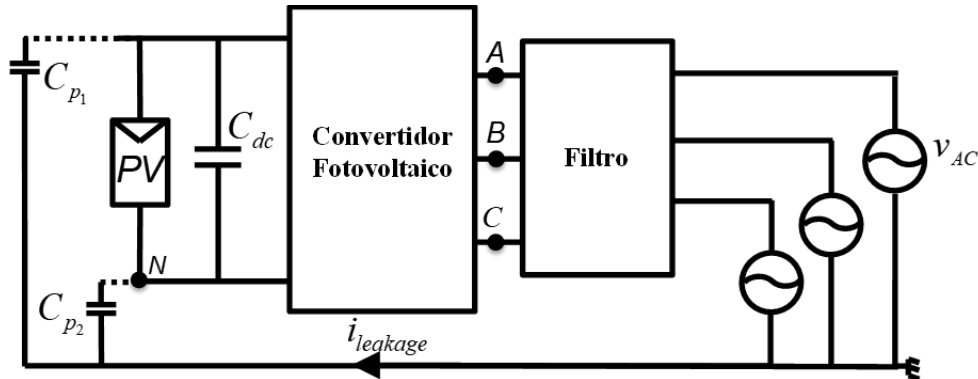 C_{p_1}
PV
C_{dc}
N
C_{p_2}
Convertidor
Fotovoltaico
A
B
C
Filtro
v_{AC}
i_{leakage}